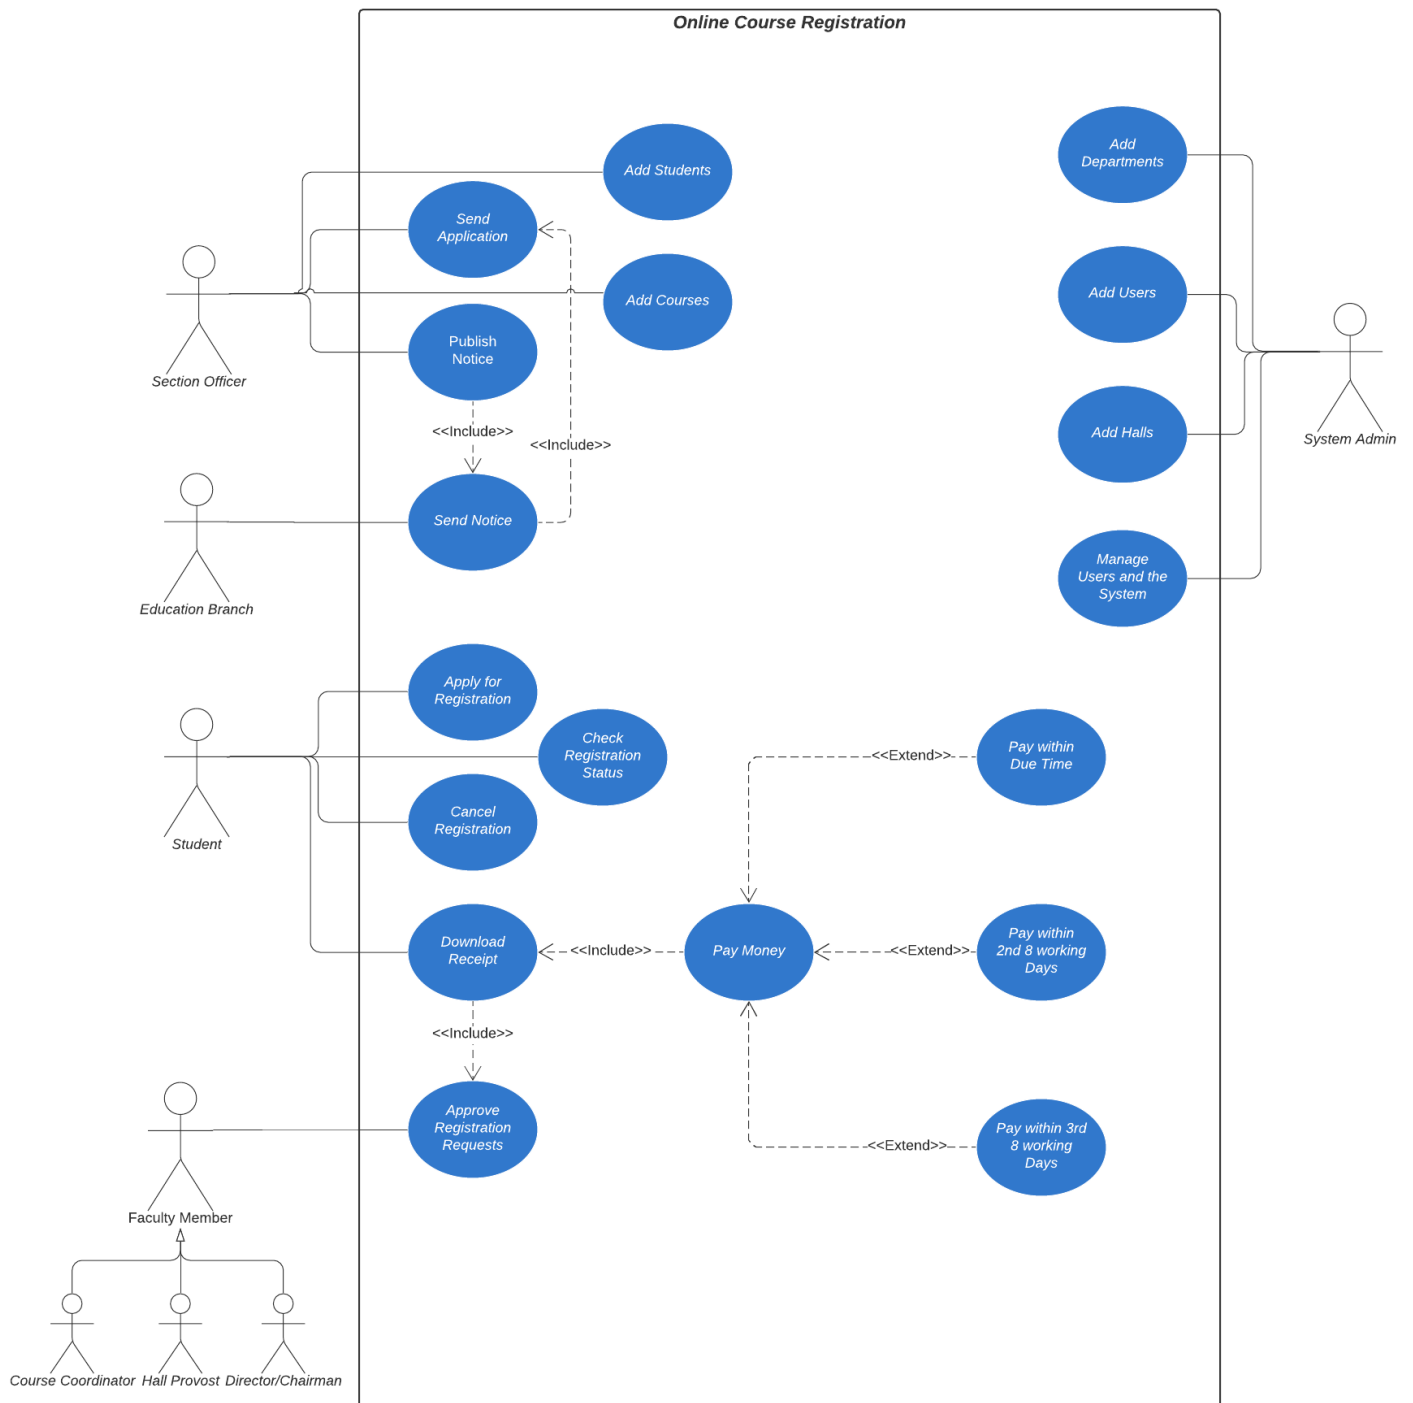 Online Course Registration
Add Students
Send
Application
Add Courses
Publish
Notice
Section Officer
<<Include>>
<<Include>>
Send Notice
Education Branch
Add
Departments
Add Users
Add Halls
System Admin
Manage
Users and the
System
Apply for
Registration
Check
Registration
Status
Cancel
Registration
Student
Download
Receipt
<<Include>>
Pay Money
<<Extend>>
Pay within
Due Time
<<Extend>>
Pay within
2nd 8 working
Days
<<Extend>>
Pay within 3rd
8 working
Days
<<Include>>
Approve
Registration
Requests
Faculty Member
Course Coordinator
Hall Provost
Director/Chairman